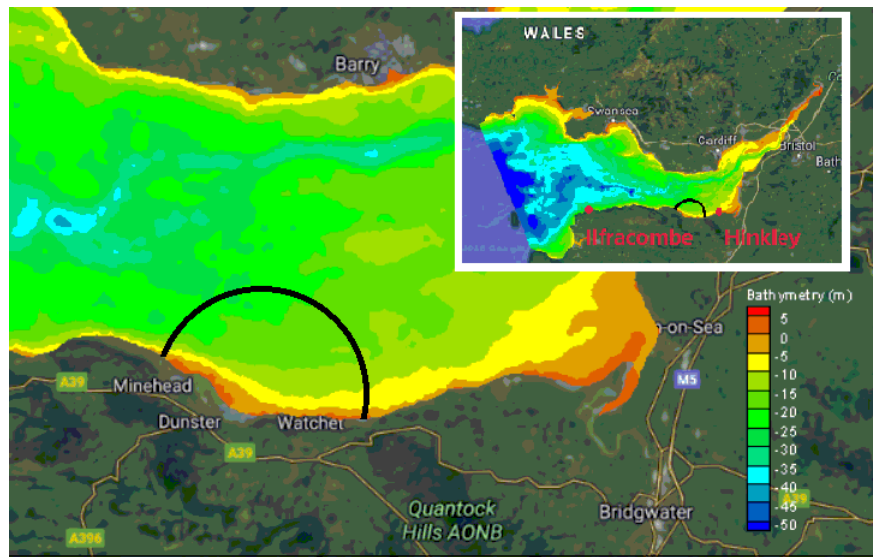 WALES
Swansea
Cardiff
Bristol
Bath
Ilfracombe
Hinkley
Barry
Bathymetry (m)
5
0
-5
-10
-15
-20
-25
-30
-35
-40
-45
-50
-on-Sea
M5
A39
Minehead
Dunster
Watchet
A39
A39
Quantock
Hills AONB
Bridgwater
A396